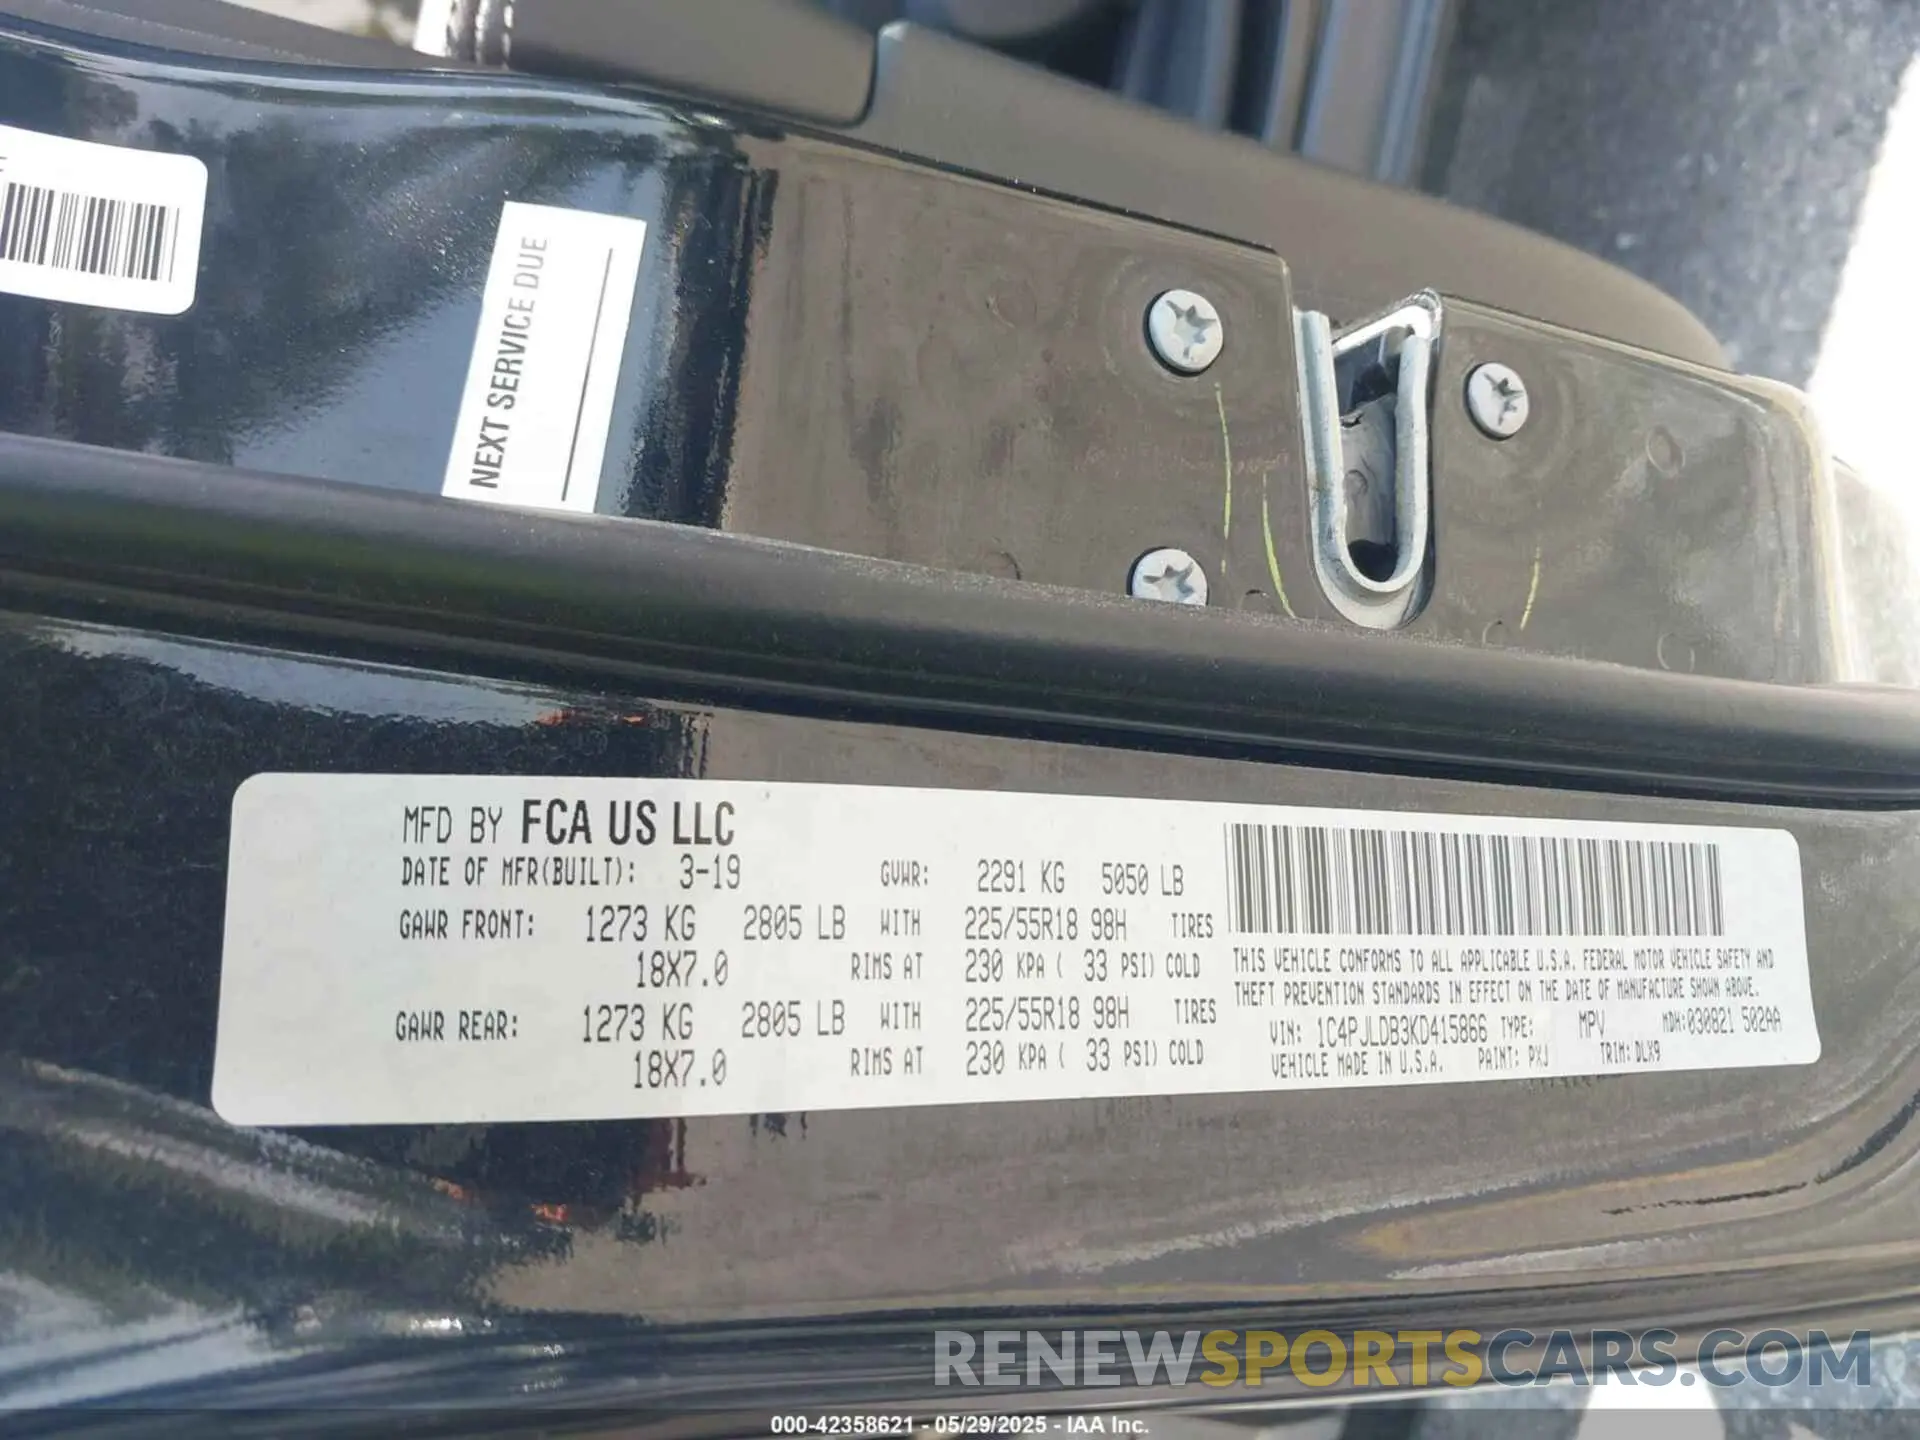 NEXT SERVICE DUE
MFD BY FCA US LLC
DATE OF MFR(BUILT): 3-19 GVWR: 2291 KG 5050 LB
GAWR FRONT: 1273 KG 2805 LB WITH 225/55R18 98H TIRES
18X7.0 RIMS AT 230 KPA ( 33 PSI) COLD
GAWR REAR: 1273 KG 2805 LB WITH 225/55R18 98H TIRES
18X7.0 RIMS AT 230 KPA ( 33 PSI) COLD
THIS VEHICLE CONFORMS TO ALL APPLICABLE U.S.A. FEDERAL MOTOR VEHICLE SAFETY AND
THEFT PREVENTION STANDARDS IN EFFECT ON THE DATE OF MANUFACTURE SHOWN ABOVE.
VIN: 1C4PJLDB3KD415866 TYPE: MPV MDH:030821 502AA
VEHICLE MADE IN U.S.A. PAINT: PXJ TRIM: DLX9
RENEWSPORTSCARS.COM
000-42358621 - 05/29/2025 - IAA Inc.